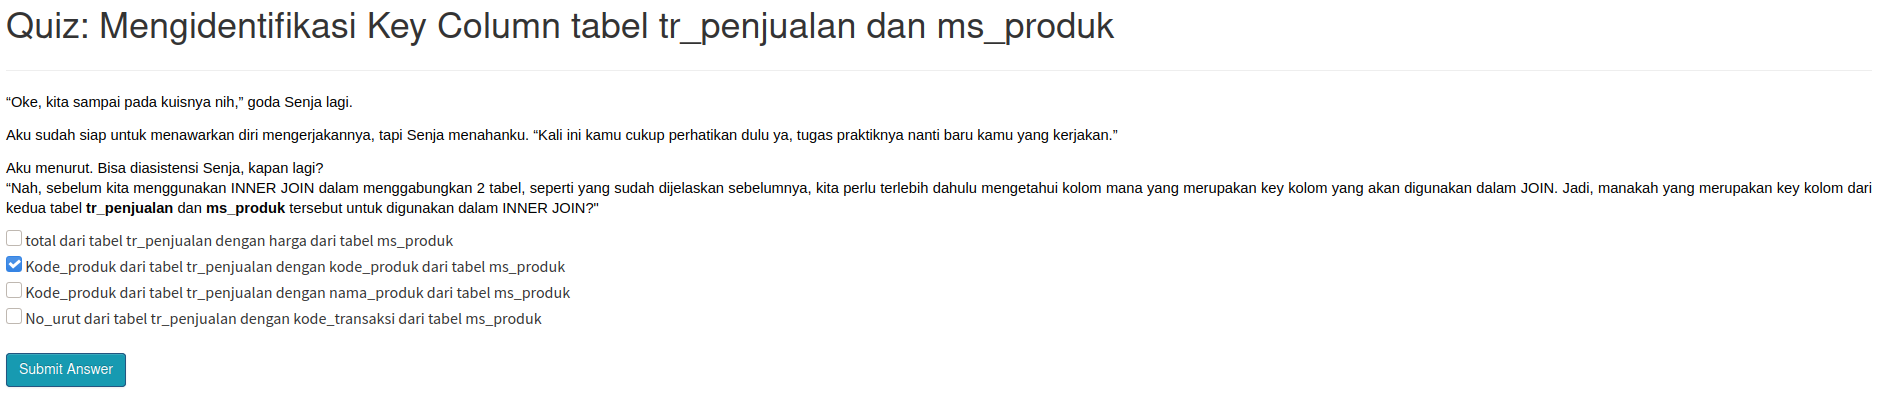 Quiz: Mengidentifikasi Key Column tabel tr_penjualan dan ms_produk
“Oke, kita sampai pada kuisnya nih,” goda Senja lagi.
Aku sudah siap untuk menawarkan diri mengerjakannya, tapi Senja menahanku. “Kali ini kamu cukup perhatikan dulu ya, tugas praktiknya nanti baru kamu yang kerjakan.”
Aku menurut. Bisa diasistensi Senja, kapan lagi?
“Nah, sebelum kita menggunakan INNER JOIN dalam menggabungkan 2 tabel, seperti yang sudah dijelaskan sebelumnya, kita perlu terlebih dahulu mengetahui kolom mana yang merupakan key kolom yang akan digunakan dalam JOIN. Jadi, manakah yang merupakan key kolom dari
kedua tabel tr_penjualan dan ms_produk tersebut untuk digunakan dalam INNER JOIN?"
total dari tabel tr_penjualan dengan harga dari tabel ms_produk
Kode_produk dari tabel tr_penjualan dengan kode_produk dari tabel ms_produk
Kode_produk dari tabel tr_penjualan dengan nama_produk dari tabel ms_produk
No_urut dari tabel tr_penjualan dengan kode_transaksi dari tabel ms_produk
Submit Answer